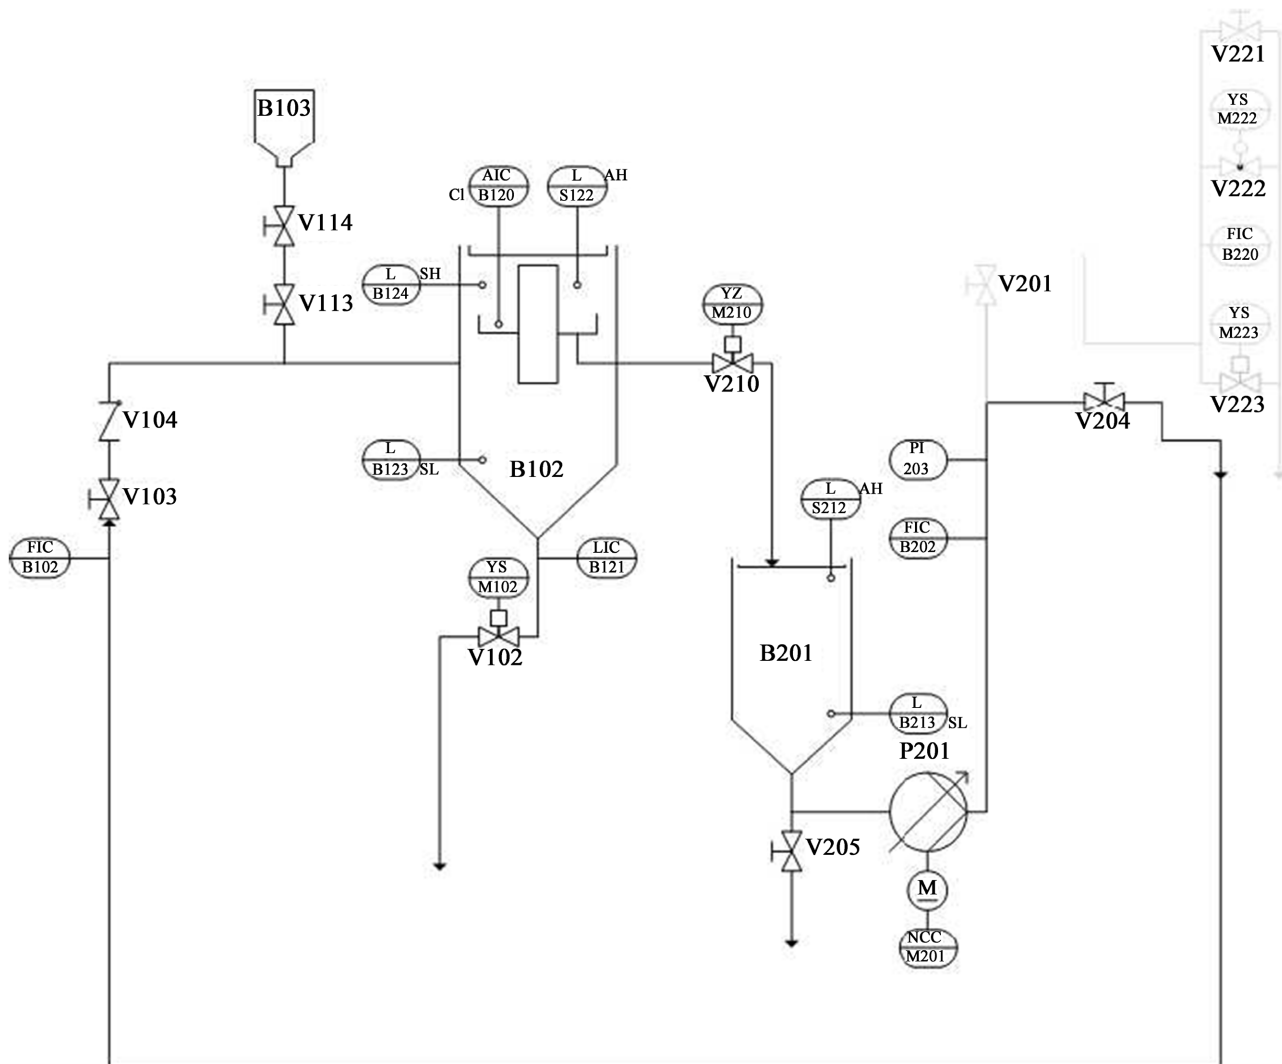 V221
YS
M222
B103
AIC
B120
Cl
L
S122
AH
V222
V114
FIC
B220
L
B124
SH
V113
V201
YZ
M210
YS
M223
V210
V104
V223
V204
L
B123
SL
B102
PI
203
V103
L
S212
AH
FIC
B102
YS
M102
LIC
B121
FIC
B202
V102
B201
L
B213
SL
P201
V205
M
NCC
M201